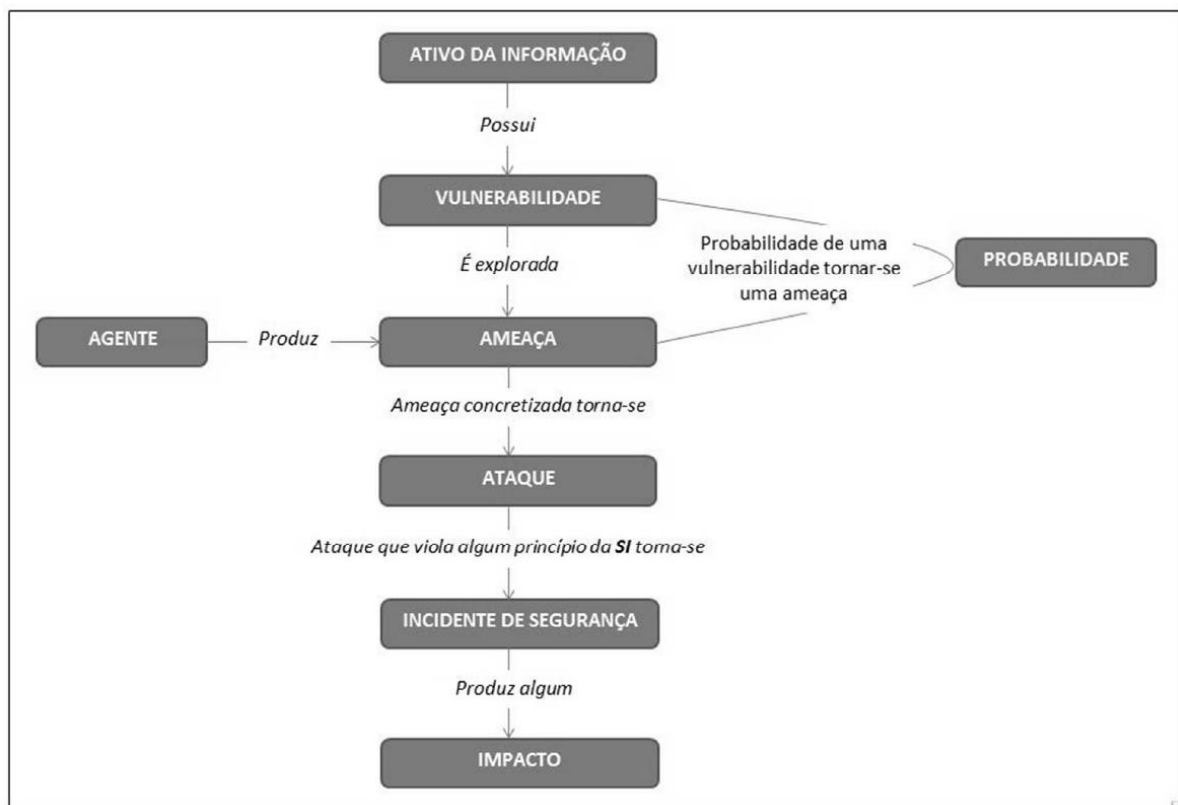 ATIVO DA INFORMAÇÃO
Possui
VULNERABILIDADE
É explorada
Probabilidade de uma
vulnerabilidade tornar-se
uma ameaça
PROBABILIDADE
AGENTE
Produz
AMEAÇA
Ameaça concretizada torna-se
ATAQUE
Ataque que viola algum princípio da SI torna-se
INCIDENTE DE SEGURANÇA
Produz algum
IMPACTO